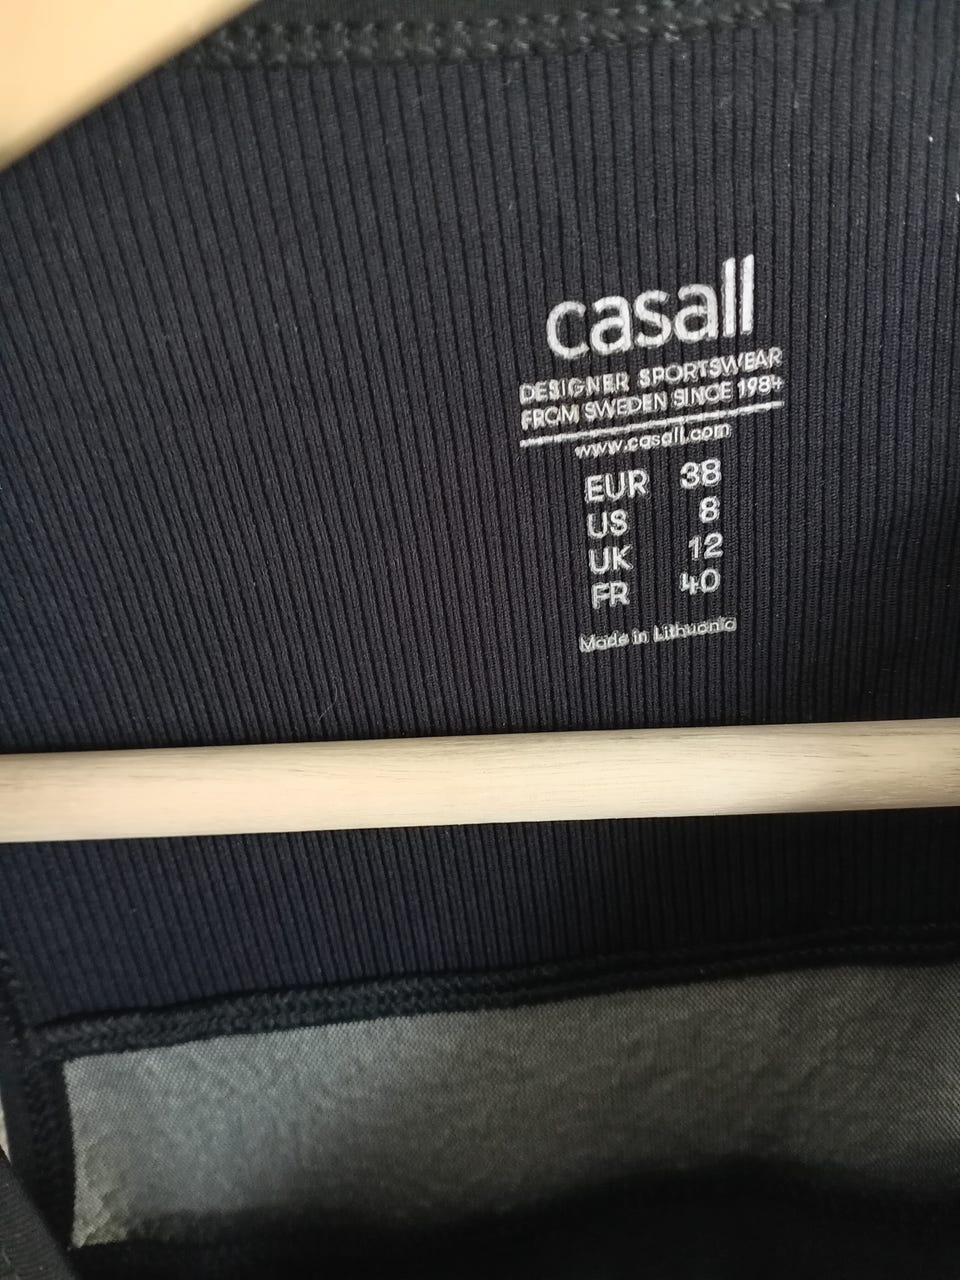 casall
DESIGNER SPORTSWEAR
FROM SWEDEN SINCE 1984
www.casall.com
EUR 38
US 8
UK 12
FR 40
Made in Lithuania